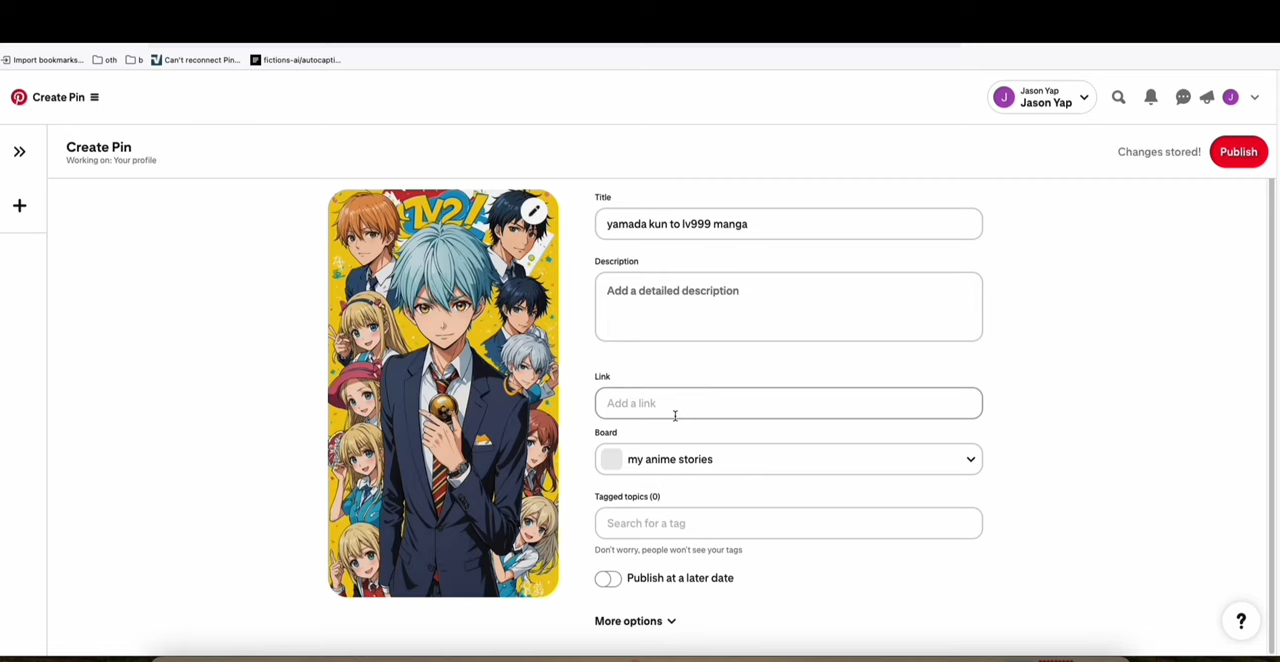 Import bookmarks... oth b Can't reconnect Pin... fictions-ai/autocapti...
Create Pin
Jason Yap
Jason Yap
J
J
Create Pin
Working on: Your profile
Changes stored!
Publish
Title
yamada kun to lv999 manga
Description
Add a detailed description
Link
Add a link
Board
my anime stories
Tagged topics (0)
Search for a tag
Don't worry, people won't see your tags
Publish at a later date
More options
?